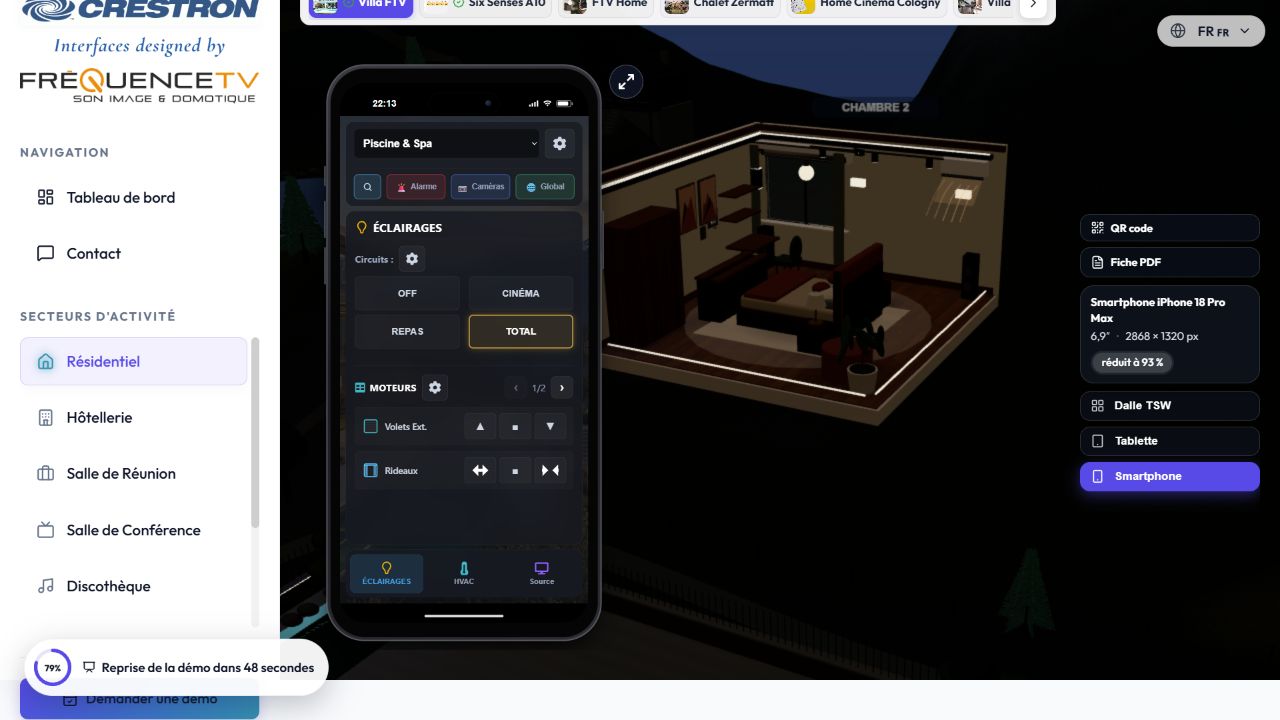 CRESTRON
Interfaces designed by
FRÉQUENCETV
SON IMAGE & DOMOTIQUE
NAVIGATION
Tableau de bord
Contact
SECTEURS D'ACTIVITÉ
Résidentiel
Hôtellerie
Salle de Réunion
Salle de Conférence
Discothèque
79%
Reprise de la démo dans 48 secondes
Demander une démo
Villa FTV
Six Senses A10
FTV Home
Chalet Zermatt
Home Cinema Cologny
Villa
FR FR
22:13
Piscine & Spa
Alarme
Caméras
Global
ÉCLAIRAGES
Circuits :
OFF
CINÉMA
REPAS
TOTAL
MOTEURS
1/2
Volets Ext.
Rideaux
ÉCLAIRAGES
HVAC
Source
CHAMBRE 2
QR code
Fiche PDF
Smartphone iPhone 18 Pro
Max
6,9" · 2868 × 1320 px
réduit à 93 %
Dalle TSW
Tablette
Smartphone